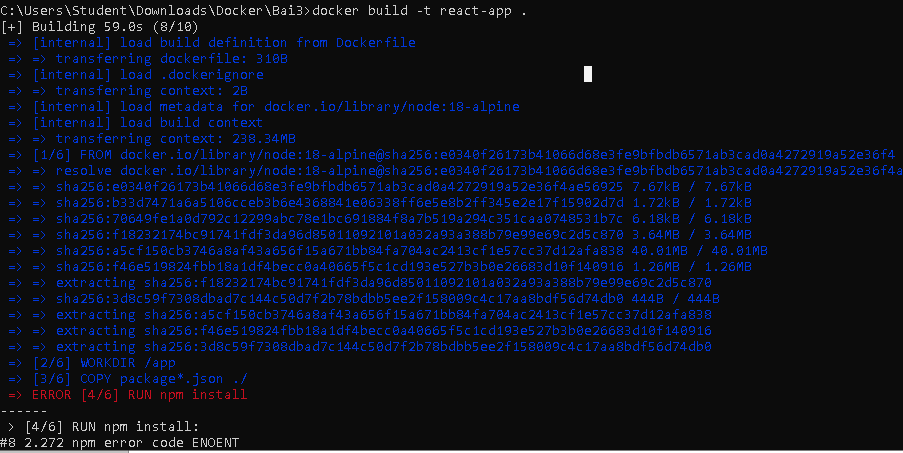 C:\Users\Student\Downloads\Docker\Bai3>docker build -t react-app .
[+] Building 59.0s (8/10)
=> [internal] load build definition from Dockerfile
=> => transferring dockerfile: 310B
=> [internal] load .dockerignore
=> => transferring context: 2B
=> [internal] load metadata for docker.io/library/node:18-alpine
=> [internal] load build context
=> => transferring context: 238.34MB
=> [1/6] FROM docker.io/library/node:18-alpine@sha256:e0340f26173b41066d68e3fe9bfbdb6571ab3cad0a4272919a52e36f4
=> => resolve docker.io/library/node:18-alpine@sha256:e0340f26173b41066d68e3fe9bfbdb6571ab3cad0a4272919a52e36f4a
=> => sha256:e0340f26173b41066d68e3fe9bfbdb6571ab3cad0a4272919a52e36f4ae56925 7.67kB / 7.67kB
=> => sha256:b33d7471a6a5106cceb3b6e4368841e06338ff6e5e8b2ff345e2e17f15902d7d 1.72kB / 1.72kB
=> => sha256:70649fe1a0d792c12299abc78e1bc691884f8a7b519a294c351caa0748531b7c 6.18kB / 6.18kB
=> => sha256:f18232174bc91741fdf3da96d85011092101a032a93a388b79e99e69c2d5c870 3.64MB / 3.64MB
=> => sha256:a5cf150cb3746a8af43a656f15a671bb84fa704ac2413cf1e57cc37d12afa838 40.01MB / 40.01MB
=> => sha256:f46e519824fbb18a1df4becc0a40665f5c1cd193e527b3b0e26683d10f140916 1.26MB / 1.26MB
=> => extracting sha256:f18232174bc91741fdf3da96d85011092101a032a93a388b79e99e69c2d5c870
=> => sha256:3d8c59f7308dbad7c144c50d7f2b78bdbb5ee2f158009c4c17aa8bdf56d74db0 444B / 444B
=> => extracting sha256:a5cf150cb3746a8af43a656f15a671bb84fa704ac2413cf1e57cc37d12afa838
=> => extracting sha256:f46e519824fbb18a1df4becc0a40665f5c1cd193e527b3b0e26683d10f140916
=> => extracting sha256:3d8c59f7308dbad7c144c50d7f2b78bdbb5ee2f158009c4c17aa8bdf56d74db0
=> [2/6] WORKDIR /app
=> [3/6] COPY package*.json ./
=> ERROR [4/6] RUN npm install
------
> [4/6] RUN npm install:
#8 2.272 npm error code ENOENT